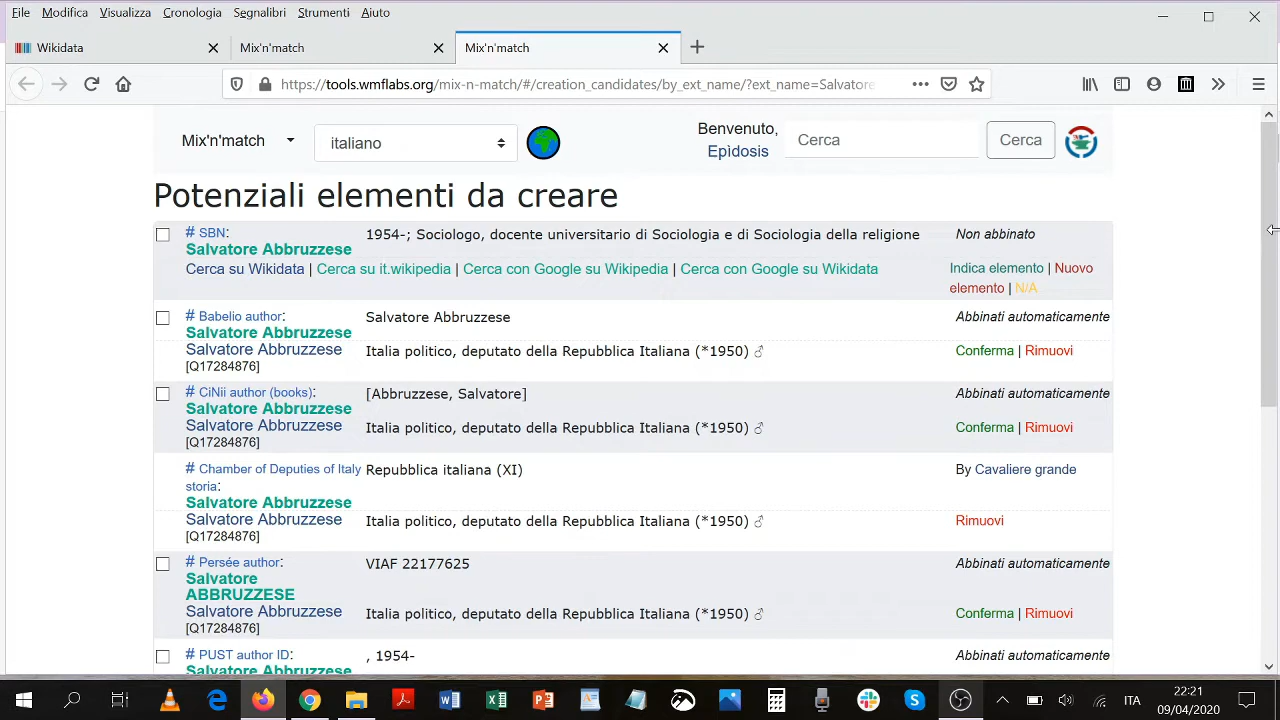 File Modifica Visualizza Cronologia Segnalibri Strumenti Aiuto
Wikidata Mix'n'match Mix'n'match
https://tools.wmflabs.org/mix-n-match/#/creation_candidates/by_ext_name/?ext_name=Salvatore
Mix'n'match italiano Benvenuto, Epìdosis Cerca Cerca
Potenziali elementi da creare
# SBN: 1954-; Sociologo, docente universitario di Sociologia e di Sociologia della religione Non abbinato
Salvatore Abbruzzese
Cerca su Wikidata | Cerca su it.wikipedia | Cerca con Google su Wikipedia | Cerca con Google su Wikidata Indica elemento | Nuovo
elemento | N/A
# Babelio author: Salvatore Abbruzzese Abbinati automaticamente
Salvatore Abbruzzese
Salvatore Abbruzzese Italia politico, deputato della Repubblica Italiana (*1950) ♂ Conferma | Rimuovi
[Q17284876]
# CiNii author (books): [Abbruzzese, Salvatore] Abbinati automaticamente
Salvatore Abbruzzese
Salvatore Abbruzzese Italia politico, deputato della Repubblica Italiana (*1950) ♂ Conferma | Rimuovi
[Q17284876]
# Chamber of Deputies of Italy Repubblica italiana (XI) By Cavaliere grande
storia:
Salvatore Abbruzzese
Salvatore Abbruzzese Italia politico, deputato della Repubblica Italiana (*1950) ♂ Rimuovi
[Q17284876]
# Persée author: VIAF 22177625 Abbinati automaticamente
Salvatore
ABBRUZZESE
Salvatore Abbruzzese Italia politico, deputato della Repubblica Italiana (*1950) ♂ Conferma | Rimuovi
[Q17284876]
# PUST author ID: , 1954- Abbinati automaticamente
Salvatore Abbruzzese
ITA 22:21
09/04/2020